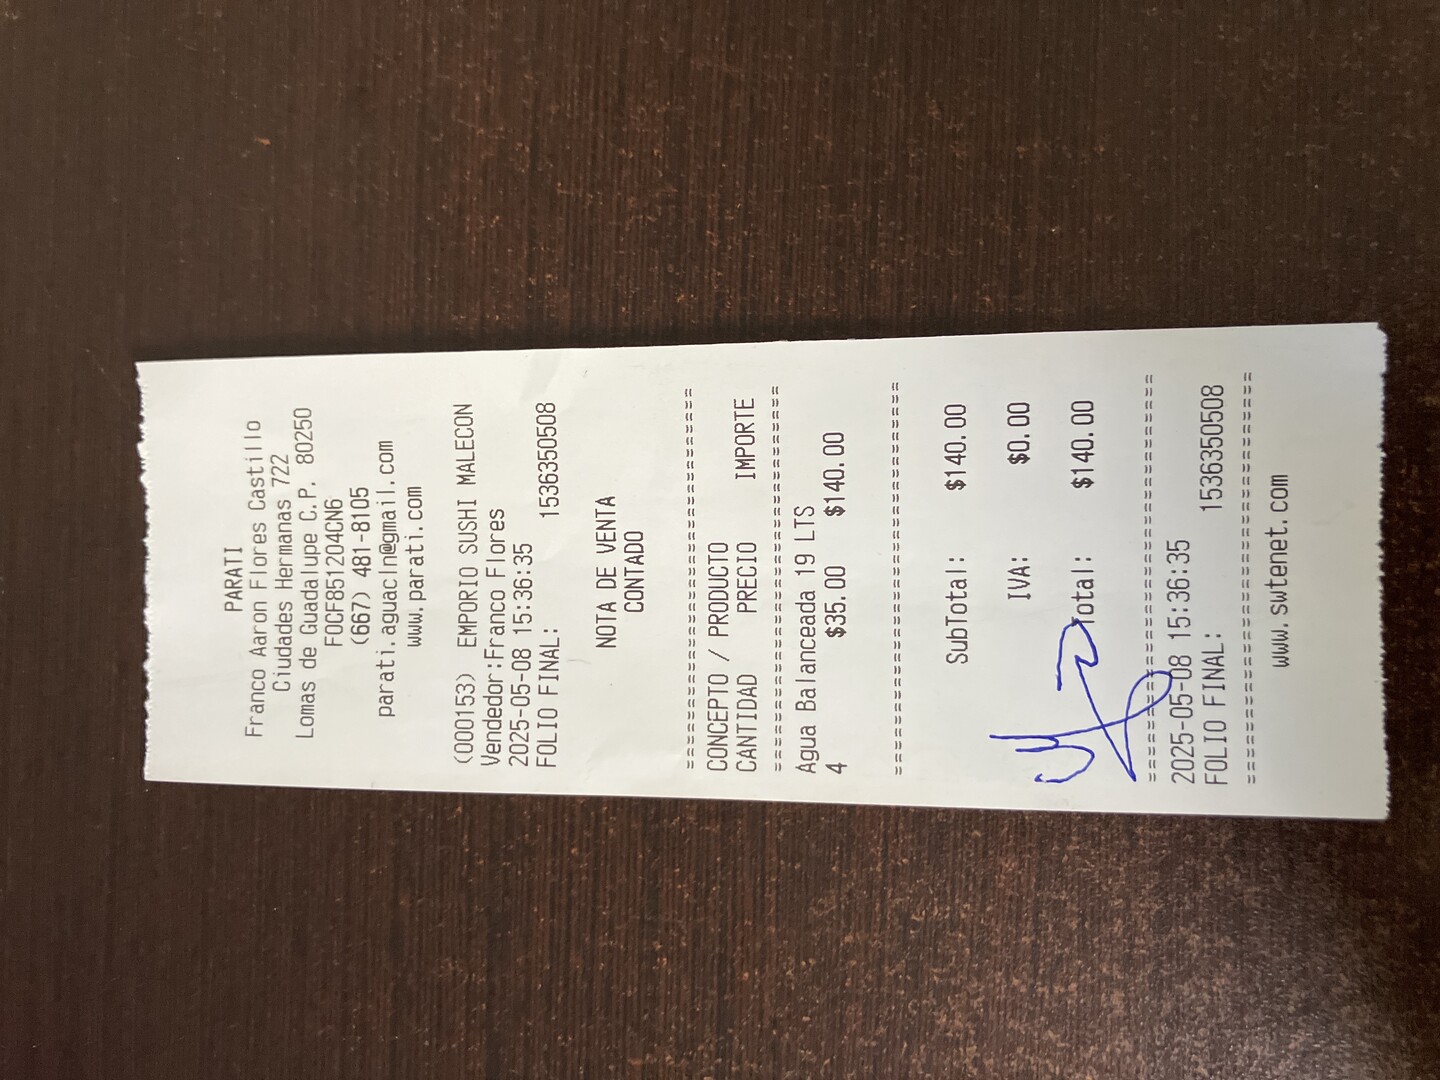 PARATI
Franco Aaron Flores Castillo
Ciudades Hermanas 722
Lomas de Guadalupe C.P. 80250
FOCF851204CN6
(667) 481-8105
parati.aguacln@gmail.com
www.parati.com
(000153) EMPORIO SUSHI MALECON
Vendedor:Franco Flores
2025-05-08 15:36:35
FOLIO FINAL: 1536350508
NOTA DE VENTA
CONTADO
==============================
CONCEPTO / PRODUCTO
CANTIDAD PRECIO IMPORTE
==============================
Agua Balanceada 19 LTS
4 $35.00 $140.00
==============================
SubTotal: $140.00
IVA: $0.00
Total: $140.00
==============================
2025-05-08 15:36:35
FOLIO FINAL: 1536350508
==============================
www.swtenet.com